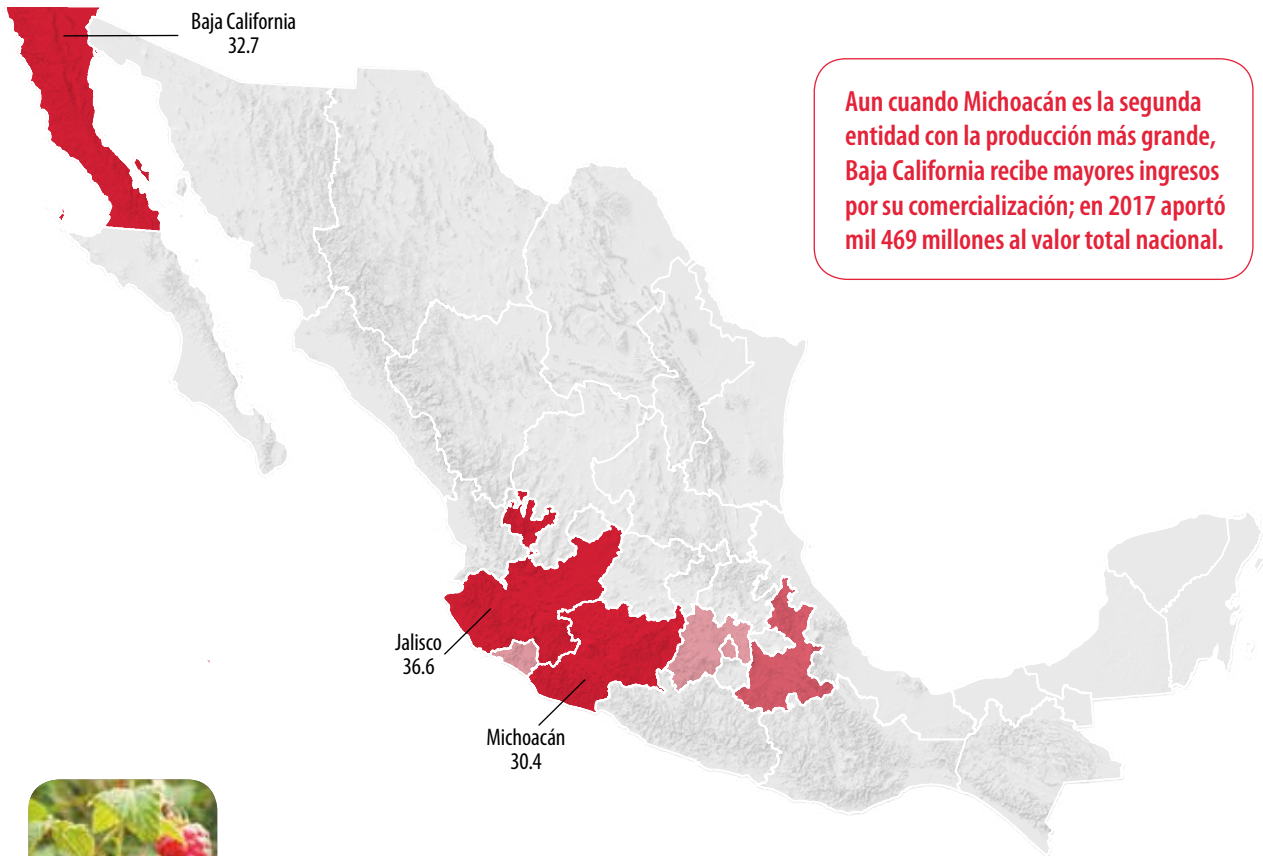 Baja California
32.7
Aun cuando Michoacán es la segunda
entidad con la producción más grande,
Baja California recibe mayores ingresos
por su comercialización; en 2017 aportó
mil 469 millones al valor total nacional.
Jalisco
36.6
Michoacán
30.4